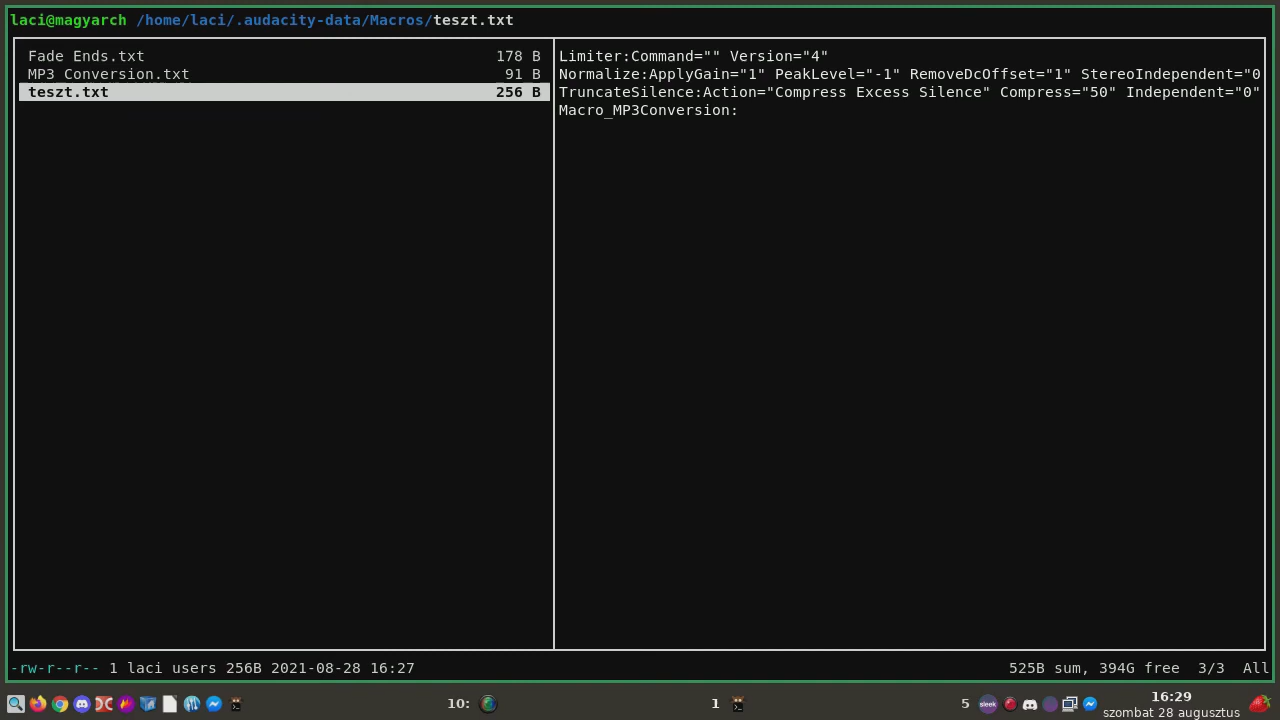 laci@magyarch /home/laci/.audacity-data/Macros/teszt.txt
Fade Ends.txt 178 B
MP3 Conversion.txt 91 B
teszt.txt 256 B
Limiter:Command="" Version="4"
Normalize:ApplyGain="1" PeakLevel="-1" RemoveDcOffset="1" StereoIndependent="0
TruncateSilence:Action="Compress Excess Silence" Compress="50" Independent="0"
Macro_MP3Conversion:
-rw-r--r-- 1 laci users 256B 2021-08-28 16:27 525B sum, 394G free 3/3 All
10: 1 5 sleek 16:29
szombat 28 augusztus